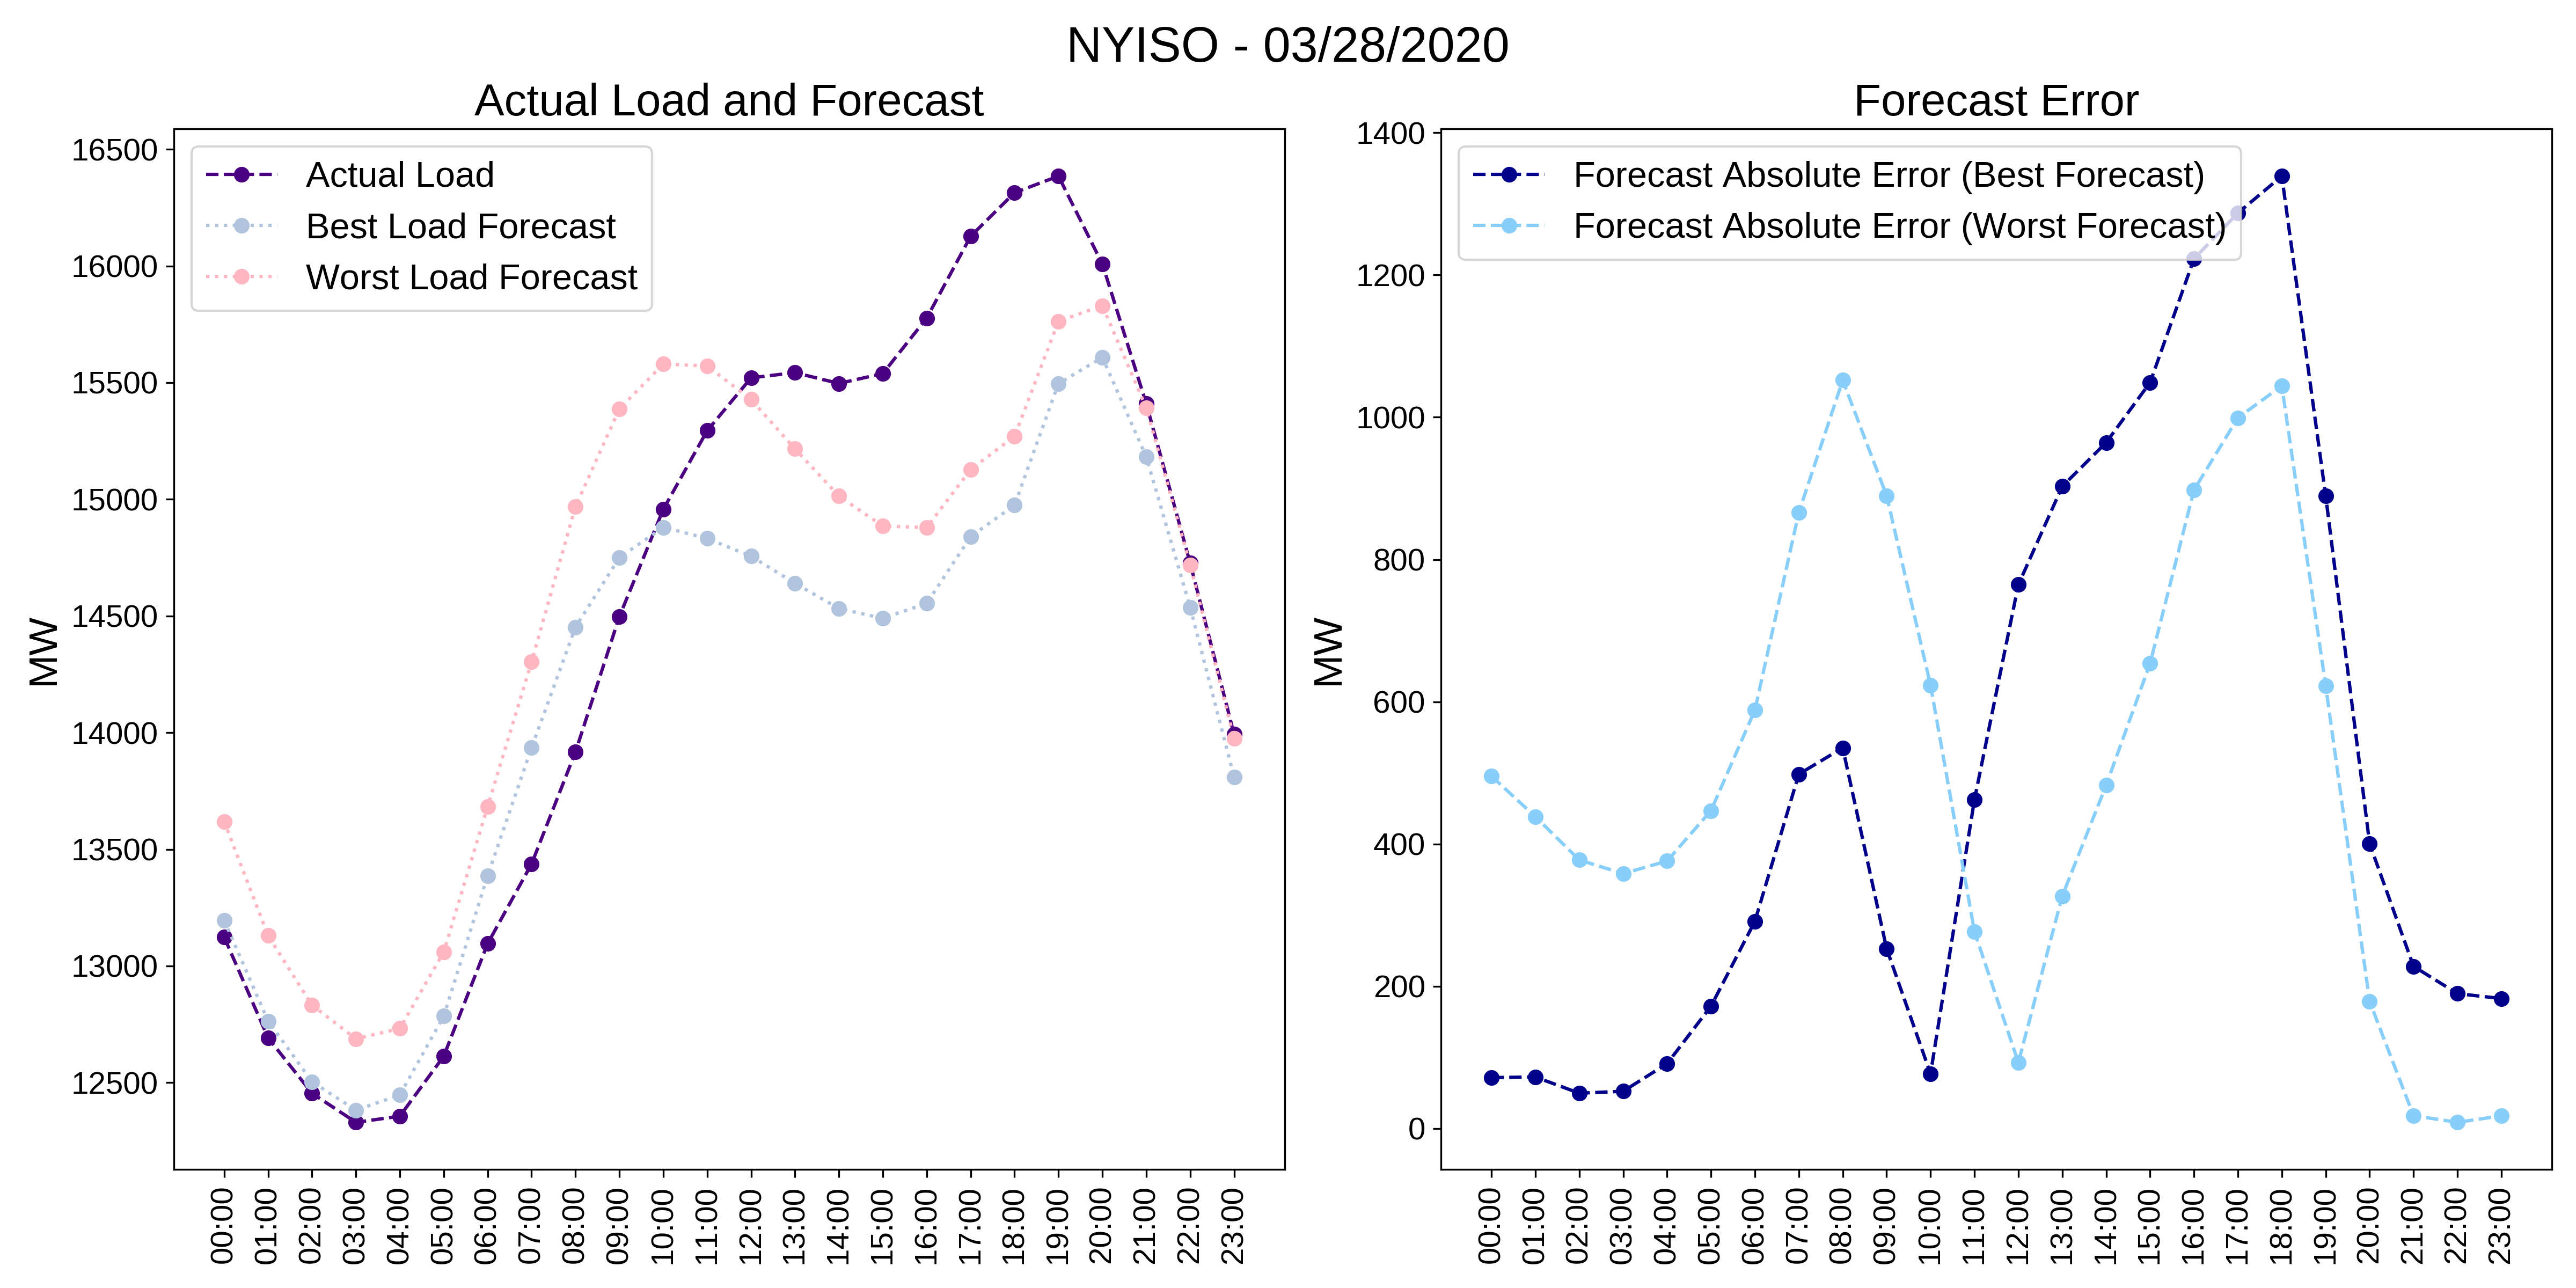 NYISO - 03/28/2020
Actual Load and Forecast
MW
16500
16000
15500
15000
14500
14000
13500
13000
12500
Actual Load
Best Load Forecast
Worst Load Forecast
00:00 01:00 02:00 03:00 04:00 05:00 06:00 07:00 08:00 09:00 10:00 11:00 12:00 13:00 14:00 15:00 16:00 17:00 18:00 19:00 20:00 21:00 22:00 23:00
Forecast Error
MW
1400
1200
1000
800
600
400
200
0
Forecast Absolute Error (Best Forecast)
Forecast Absolute Error (Worst Forecast)
00:00 01:00 02:00 03:00 04:00 05:00 06:00 07:00 08:00 09:00 10:00 11:00 12:00 13:00 14:00 15:00 16:00 17:00 18:00 19:00 20:00 21:00 22:00 23:00